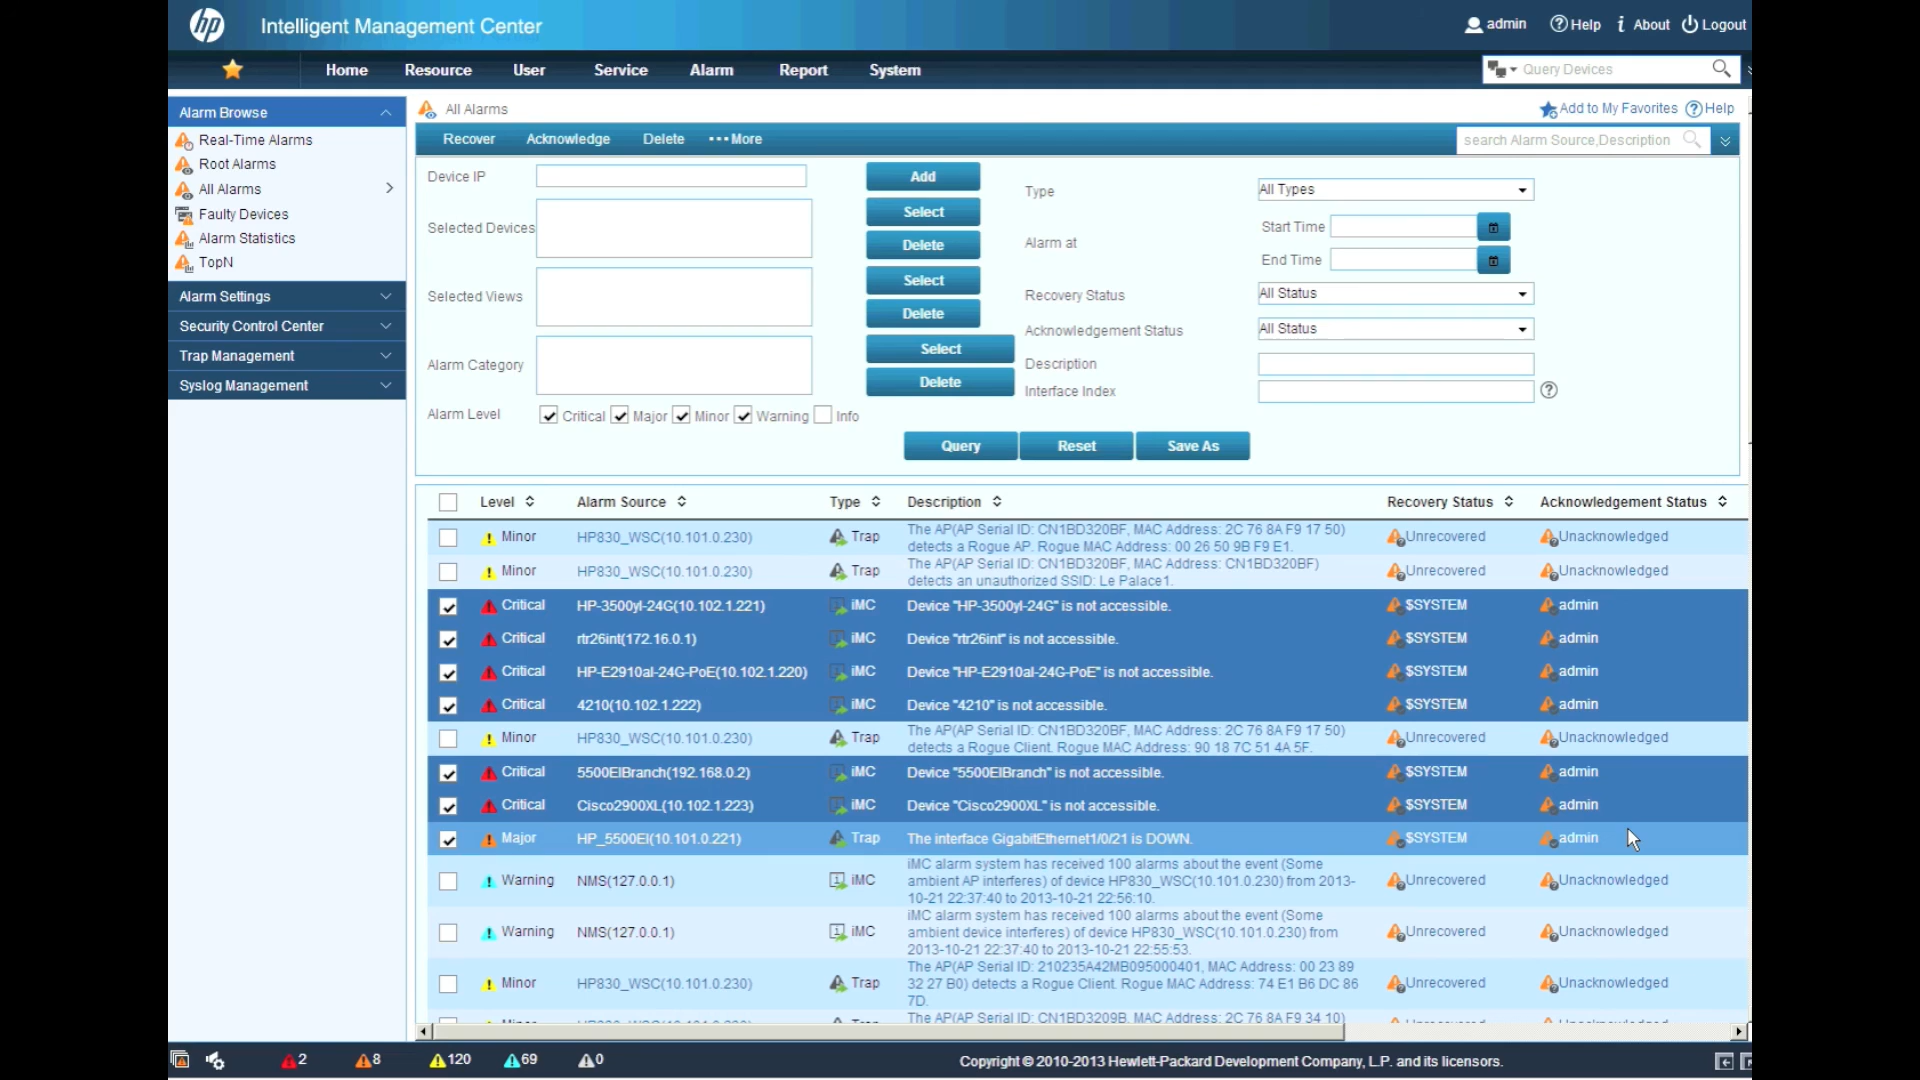 hp Intelligent Management Center
admin Help About Logout
Home Resource User Service Alarm Report System
Query Devices
Alarm Browse
Real-Time Alarms
Root Alarms
All Alarms
Faulty Devices
Alarm Statistics
TopN
Alarm Settings
Security Control Center
Trap Management
Syslog Management
All Alarms
Add to My Favorites Help
Recover Acknowledge Delete More
search Alarm Source,Description
Device IP
Add
Selected Devices
Select
Delete
Selected Views
Select
Delete
Alarm Category
Select
Delete
Alarm Level Critical Major Minor Warning Info
Type All Types
Alarm at Start Time
End Time
Recovery Status All Status
Acknowledgement Status All Status
Description
Interface Index
Query Reset Save As
Level Alarm Source Type Description Recovery Status Acknowledgement Status
Minor HP830_WSC(10.101.0.230) Trap The AP(AP Serial ID: CN1BD320BF, MAC Address: 2C 76 8A F9 17 50)
detects a Rogue AP. Rogue MAC Address: 00 26 50 9B F9 E1. Unrecovered Unacknowledged
Minor HP830_WSC(10.101.0.230) Trap The AP(AP Serial ID: CN1BD320BF, MAC Address: CN1BD320BF)
detects an unauthorized SSID: Le Palace1. Unrecovered Unacknowledged
Critical HP-3500yl-24G(10.102.1.221) iMC Device "HP-3500yl-24G" is not accessible. $SYSTEM admin
Critical rtr26int(172.16.0.1) iMC Device "rtr26int" is not accessible. $SYSTEM admin
Critical HP-E2910al-24G-PoE(10.102.1.220) iMC Device "HP-E2910al-24G-PoE" is not accessible. $SYSTEM admin
Critical 4210(10.102.1.222) iMC Device "4210" is not accessible. $SYSTEM admin
Minor HP830_WSC(10.101.0.230) Trap The AP(AP Serial ID: CN1BD320BF, MAC Address: 2C 76 8A F9 17 50)
detects a Rogue Client. Rogue MAC Address: 90 18 7C 51 4A 5F. Unrecovered Unacknowledged
Critical 5500EIBranch(192.168.0.2) iMC Device "5500EIBranch" is not accessible. $SYSTEM admin
Critical Cisco2900XL(10.102.1.223) iMC Device "Cisco2900XL" is not accessible. $SYSTEM admin
Major HP_5500EI(10.101.0.221) Trap The interface GigabitEthernet1/0/21 is DOWN. $SYSTEM admin
Warning NMS(127.0.0.1) iMC iMC alarm system has received 100 alarms about the event (Some
ambient AP interferes) of device HP830_WSC(10.101.0.230) from 2013-
10-21 22:37:40 to 2013-10-21 22:56:10. Unrecovered Unacknowledged
Warning NMS(127.0.0.1) iMC iMC alarm system has received 100 alarms about the event (Some
ambient device interferes) of device HP830_WSC(10.101.0.230) from
2013-10-21 22:37:40 to 2013-10-21 22:55:53. Unrecovered Unacknowledged
Minor HP830_WSC(10.101.0.230) Trap The AP(AP Serial ID: 210235A42MB095000401, MAC Address: 00 23 89
32 27 B0) detects a Rogue Client. Rogue MAC Address: 74 E1 B6 DC 86
7D. Unrecovered Unacknowledged
The AP(AP Serial ID: CN1BD3209B, MAC Address: 2C 76 8A F9 34 10)
2 8 120 69 0
Copyright © 2010-2013 Hewlett-Packard Development Company, L.P. and its licensors.